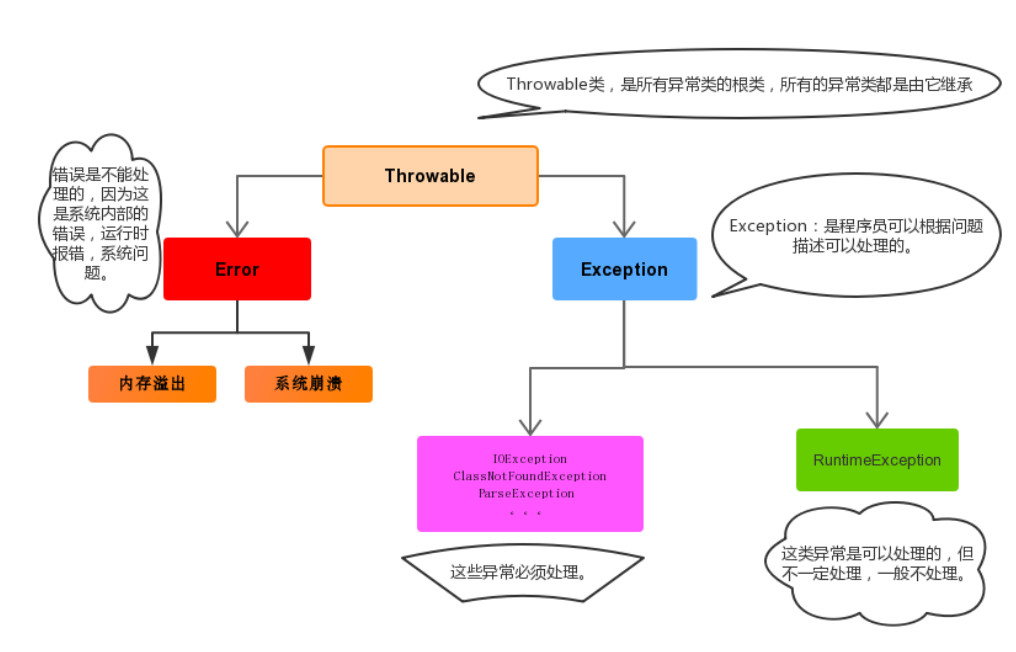 Throwable类，是所有异常类的根类，所有的异常类都是由它继承
Throwable
错误是不能处
理的，因为这
是系统内部的
错误，运行时
报错，系统问
题。
Error
Exception
Exception：是程序员可以根据问题
描述可以处理的。
内存溢出
系统崩溃
IOException
ClassNotFoundException
ParseException
。。。
RuntimeException
这些异常必须处理。
这类异常是可以处理的，但
不一定处理，一般不处理。